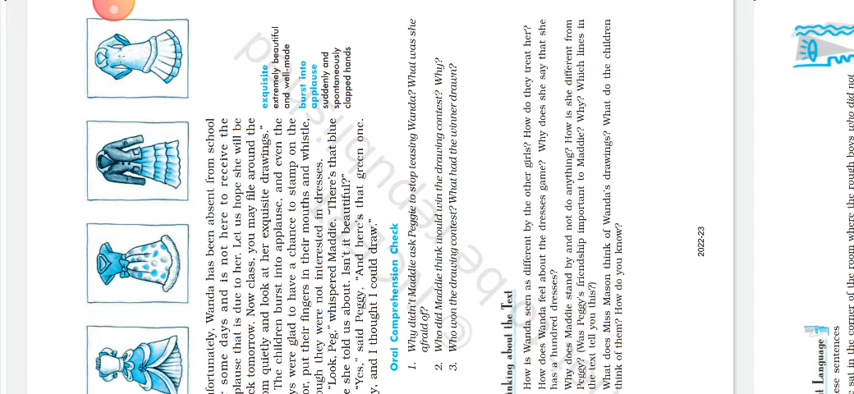 fortunately, Wanda has been absent from school
some days and is not here to receive the
plause that is due to her. Let us hope she will be
ck tomorrow. Now class, you may file around the
om quietly and look at her exquisite drawings."
The children burst into applause, and even the
ys were glad to have a chance to stamp on the
or, put their fingers in their mouths and whistle,
ough they were not interested in dresses.
"Look, Peg," whispered Maddie, "There's that blue
e she told us about. Isn't it beautiful?"
"Yes," said Peggy, "And here's that green one.
y, and I thought I could draw."
exquisite
extremely beautiful
and well-made
burst into
applause
suddenly and
spontaneously
clapped hands
Oral Comprehension Check
1. Why didn't Maddie ask Peggie to stop teasing Wanda? What was she
afraid of?
2. Who did Maddie think would win the drawing contest? Why?
3. Who won the drawing contest? What had the winner drawn?
inking about the Text
How is Wanda seen as different by the other girls? How do they treat her?
How does Wanda feel about the dresses game? Why does she say that she
has a hundred dresses?
Why does Maddie stand by and not do anything? How is she different from
Peggy? (Was Peggy's friendship important to Maddie? Why? Which lines in
the text tell you this?)
What does Miss Mason think of Wanda's drawings? What do the children
think of them? How do you know?
2022-23
t Language
ese sentences
e sat in the corner of the room where the rough boys who did not